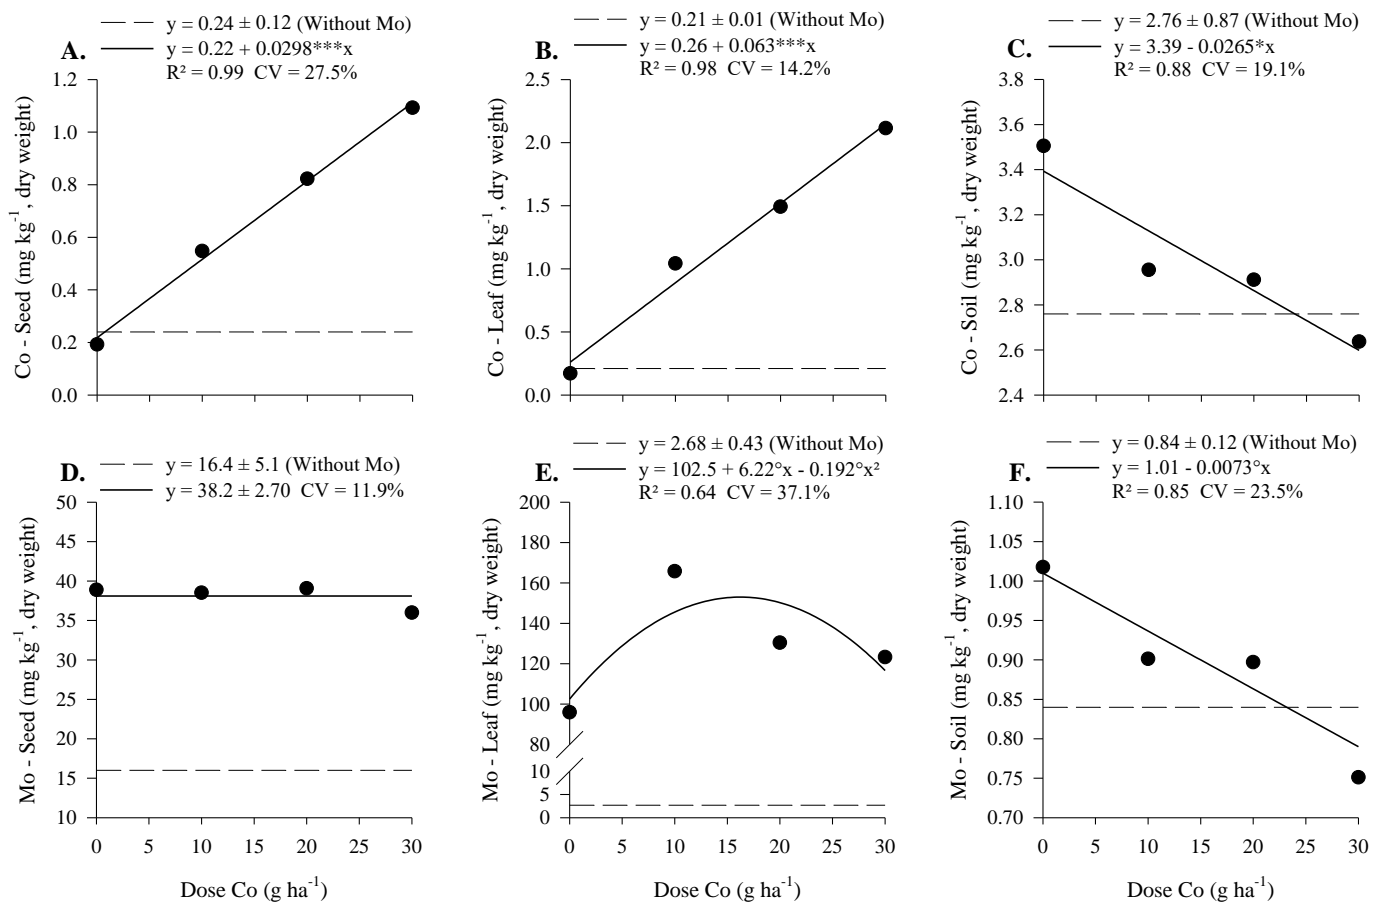 A.
y = 0.24 ± 0.12 (Without Mo)
y = 0.22 + 0.0298***x
R² = 0.99 CV = 27.5%
1.2
1.0
0.8
0.6
0.4
0.2
0.0
Co - Seed (mg kg⁻¹, dry weight)
B.
y = 0.21 ± 0.01 (Without Mo)
y = 0.26 + 0.063***x
R² = 0.98 CV = 14.2%
2.5
2.0
1.5
1.0
0.5
0.0
Co - Leaf (mg kg⁻¹, dry weight)
C.
y = 2.76 ± 0.87 (Without Mo)
y = 3.39 - 0.0265*x
R² = 0.88 CV = 19.1%
3.8
3.6
3.4
3.2
3.0
2.8
2.6
2.4
Co - Soil (mg kg⁻¹, dry weight)
D.
y = 16.4 ± 5.1 (Without Mo)
y = 38.2 ± 2.70 CV = 11.9%
50
45
40
35
30
25
20
15
10
Mo - Seed (mg kg⁻¹, dry weight)
0 5 10 15 20 25 30
Dose Co (g ha⁻¹)
E.
y = 2.68 ± 0.43 (Without Mo)
y = 102.5 + 6.22°x - 0.192°x²
R² = 0.64 CV = 37.1%
200
180
160
140
120
100
80
10
5
0
Mo - Leaf (mg kg⁻¹, dry weight)
0 5 10 15 20 25 30
Dose Co (g ha⁻¹)
F.
y = 0.84 ± 0.12 (Without Mo)
y = 1.01 - 0.0073°x
R² = 0.85 CV = 23.5%
1.10
1.05
1.00
0.95
0.90
0.85
0.80
0.75
0.70
Mo - Soil (mg kg⁻¹, dry weight)
0 5 10 15 20 25 30
Dose Co (g ha⁻¹)